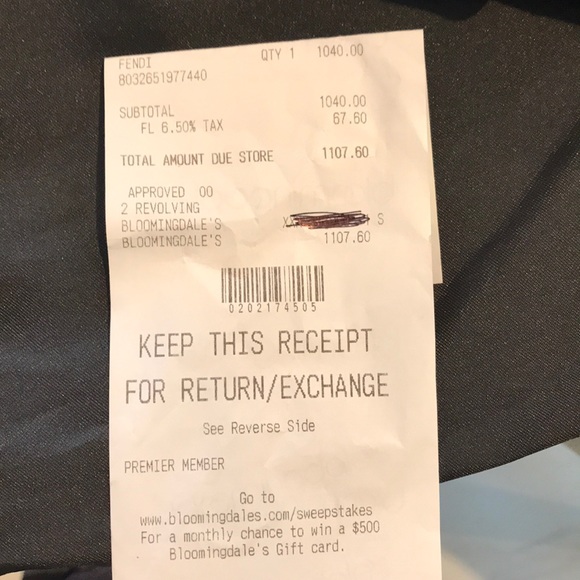 FENDI QTY 1 1040.00
8032651977440
SUBTOTAL 1040.00
FL 6.50% TAX 67.60
TOTAL AMOUNT DUE STORE 1107.60
APPROVED 00
2 REVOLVING
BLOOMINGDALE'S S
BLOOMINGDALE'S 1107.60
0202174505
KEEP THIS RECEIPT
FOR RETURN/EXCHANGE
See Reverse Side
PREMIER MEMBER
Go to
www.bloomingdales.com/sweepstakes
For a monthly chance to win a $500
Bloomingdale's Gift card.